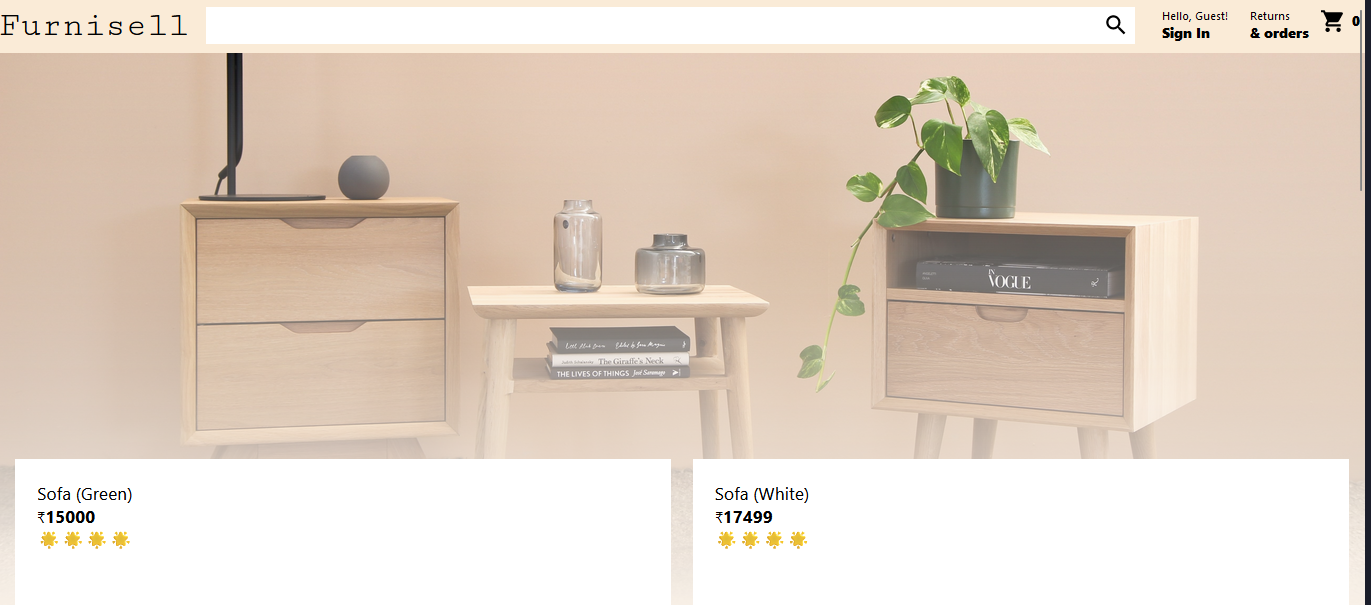 Furnisell
Hello, Guest!
Sign In
Returns
& orders
0
IN
VOGUE
The Giraffe's Neck
THE LIVES OF THINGS José Saramago
Sofa (Green)
₹15000
Sofa (White)
₹17499